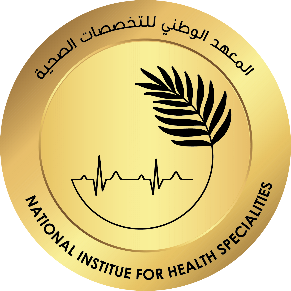 المعهد الوطني للتخصصات الصحية
NATIONAL INSTITUE FOR HEALTH SPECIALITIES